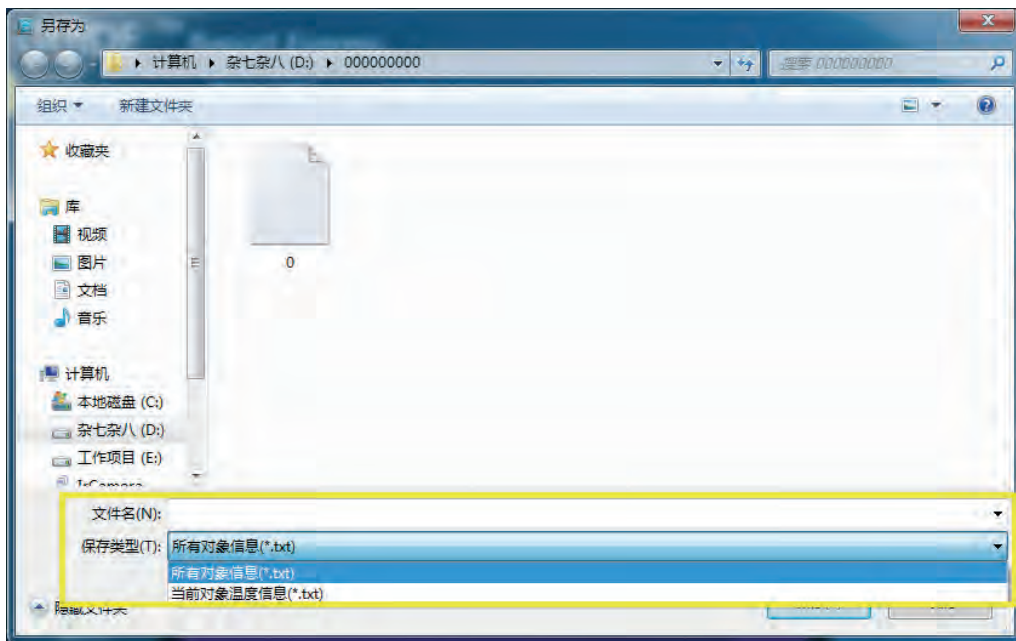 另存为
计算机 ▸ 杂七杂八 (D:) ▸ 000000000
搜索 000000000
组织
新建文件夹
收藏夹
库
视频
图片
文档
音乐
计算机
本地磁盘 (C:)
杂七杂八 (D:)
工作项目 (E:)
IrCamera
0
文件名(N):
保存类型(T): 所有对象信息(*.txt)
所有对象信息(*.txt)
当前对象温度信息(*.txt)
隐藏文件夹